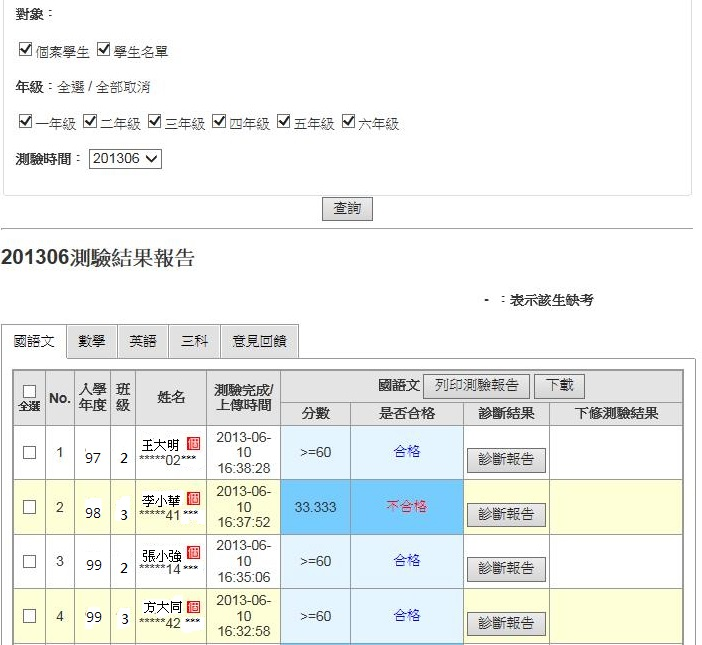 對象：
個案學生 學生名單
年級：全選 / 全部取消
一年級 二年級 三年級 四年級 五年級 六年級
測驗時間： 201306
查詢
201306測驗結果報告
- ：表示該生缺考
國語文 數學 英語 三科 意見回饋
全選 No. 入學年度 班級 姓名 測驗完成/上傳時間 國語文 列印測驗報告 下載
分數 是否合格 診斷結果 下修測驗結果
1 97 2 王大明 個 *****02*** 2013-06-10 16:38:28 >=60 合格 診斷報告
2 98 3 李小華 個 *****41 *** 2013-06-10 16:37:52 33.333 不合格 診斷報告
3 99 2 張小強 個 *****14 *** 2013-06-10 16:35:06 >=60 合格 診斷報告
4 99 3 方大同 個 *****42 *** 2013-06-10 16:32:58 >=60 合格 診斷報告